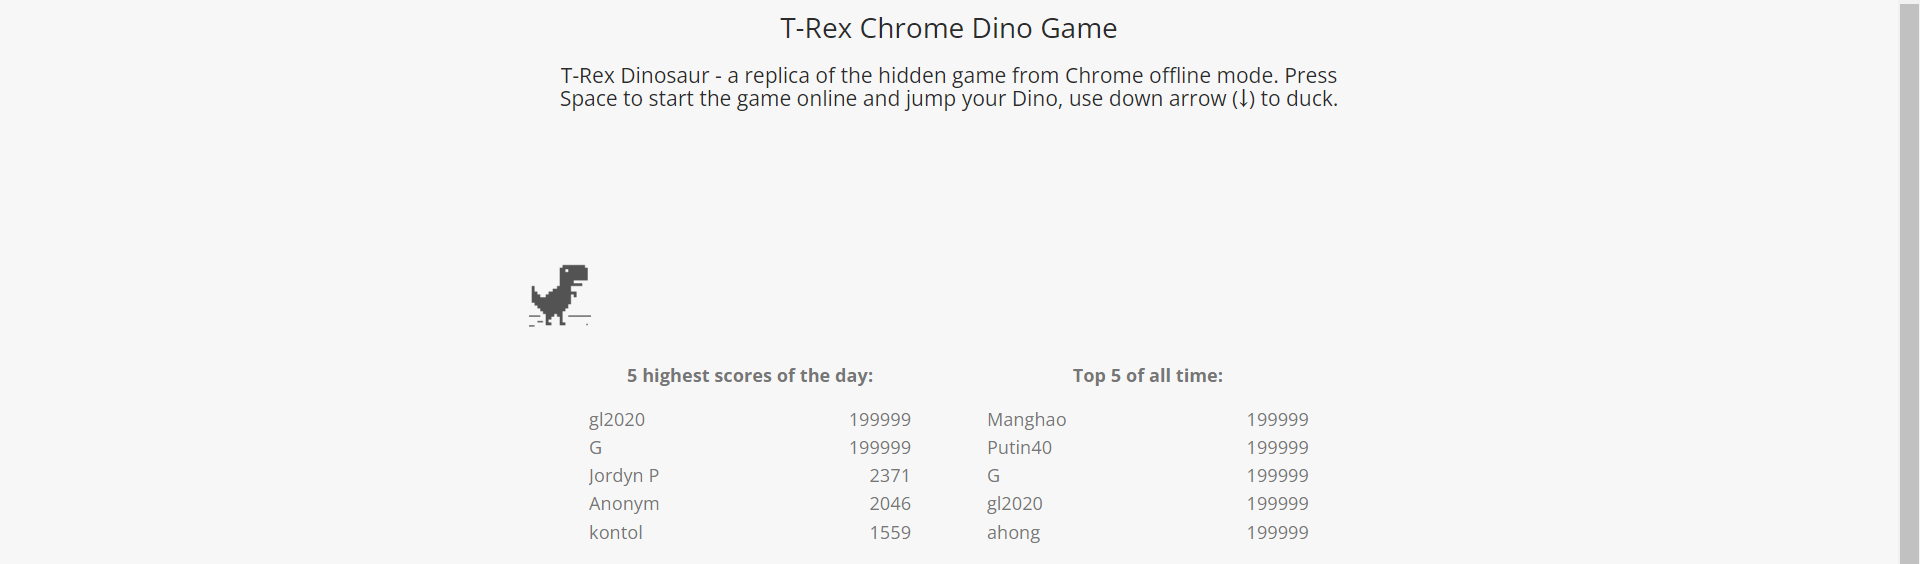 T-Rex Chrome Dino Game
T-Rex Dinosaur - a replica of the hidden game from Chrome offline mode. Press
Space to start the game online and jump your Dino, use down arrow (↓) to duck.
5 highest scores of the day:
gl2020 199999
G 199999
Jordyn P 2371
Anonym 2046
kontol 1559
Top 5 of all time:
Manghao 199999
Putin40 199999
G 199999
gl2020 199999
ahong 199999